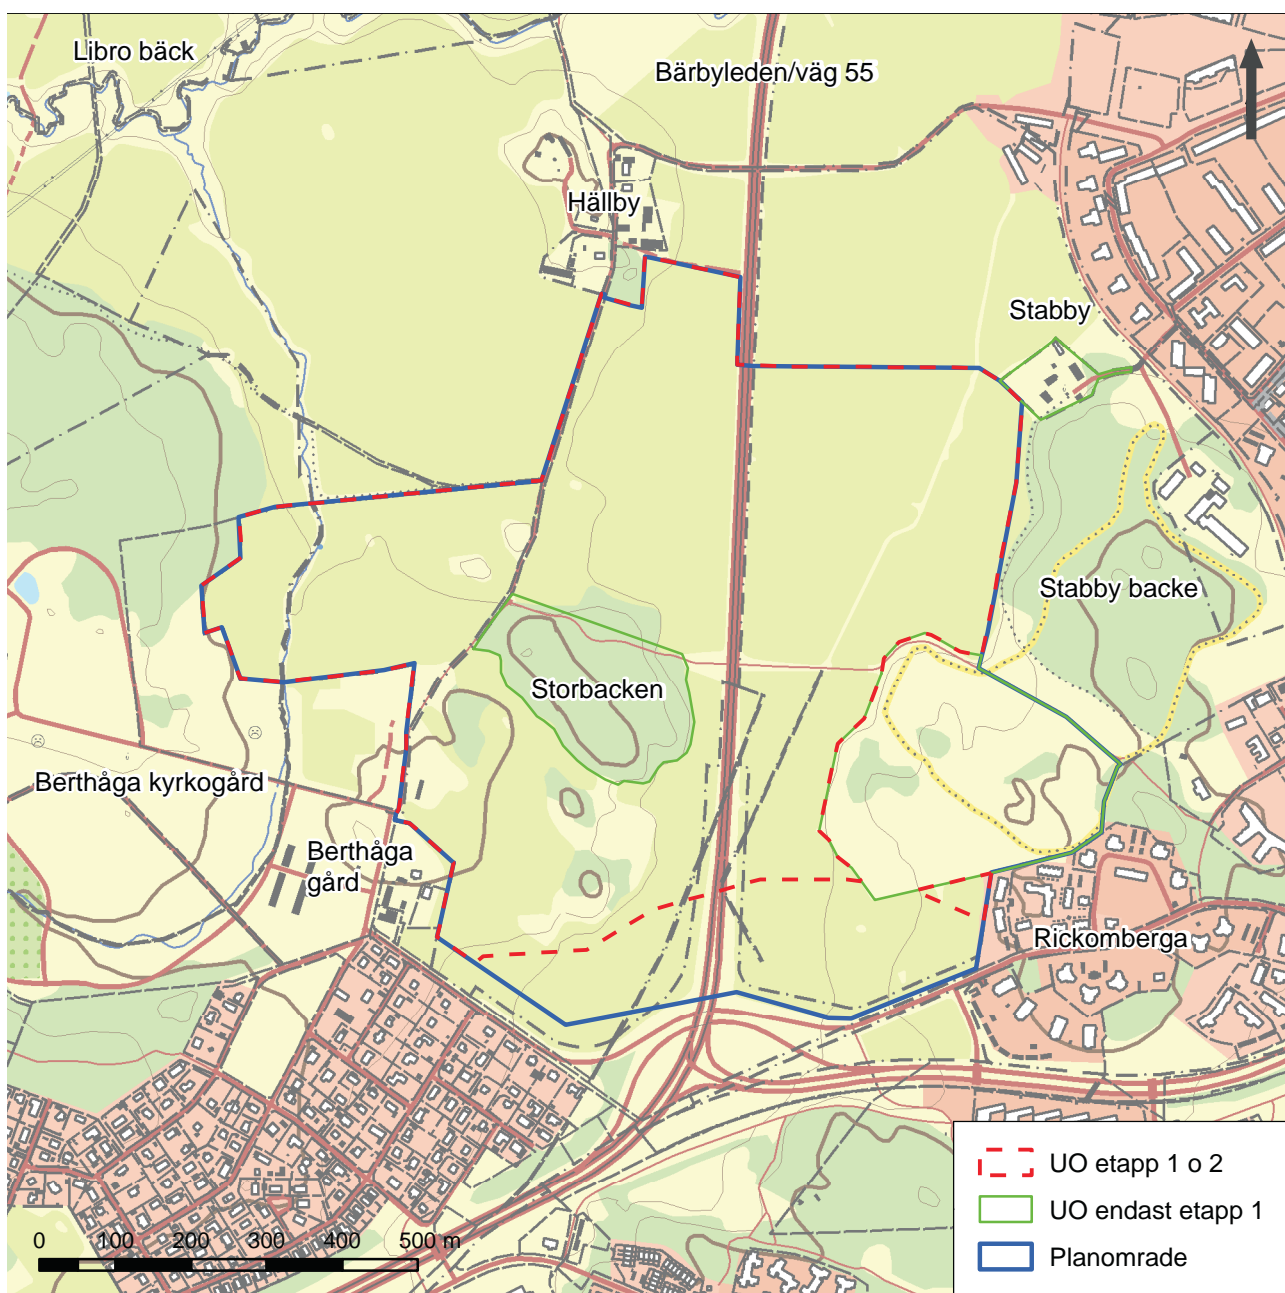 Libro bäck
Bärbyleden/väg 55
Hällby
Stabby
Stabby backe
Storbacken
Berthåga kyrkogård
Berthåga
gård
Rickomberga
UO etapp 1 o 2
UO endast etapp 1
Planomrade
0 100 200 300 400 500 m